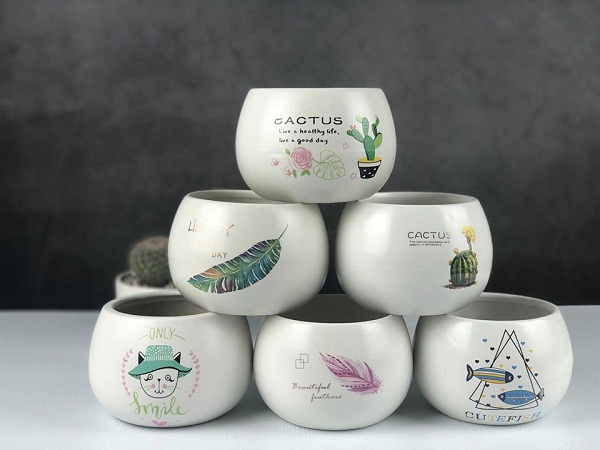 CACTUS
Live a healthy life,
live a good day
DAY
CACTUS
ONLY
Smile
Beautiful
feathers
CUTEFISH